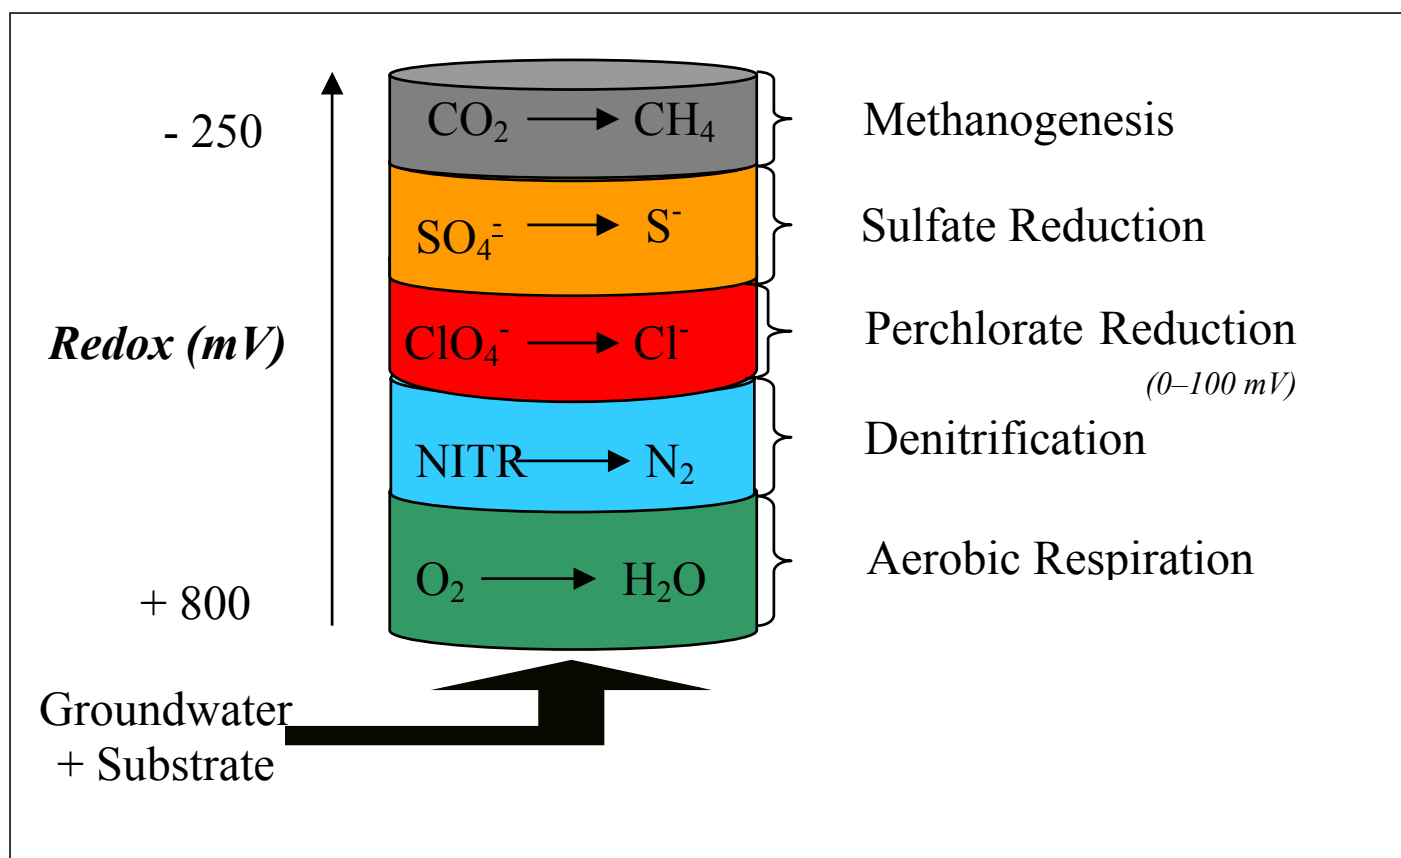 - 250
CO₂ → CH₄
Methanogenesis
SO₄⁼ → S⁻
Sulfate Reduction
Redox (mV)
ClO₄⁻ → Cl⁻
Perchlorate Reduction
(0–100 mV)
NITR → N₂
Denitrification
+ 800
O₂ → H₂O
Aerobic Respiration
Groundwater
+ Substrate